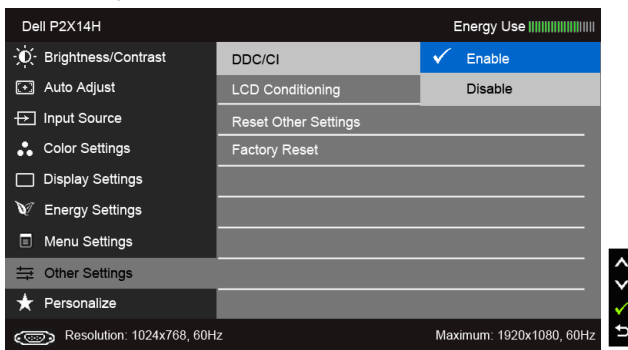 Dell P2X14H Energy Use
Brightness/Contrast DDC/CI Enable
Auto Adjust LCD Conditioning Disable
Input Source Reset Other Settings
Color Settings Factory Reset
Display Settings
Energy Settings
Menu Settings
Other Settings
Personalize
Resolution: 1024x768, 60Hz Maximum: 1920x1080, 60Hz